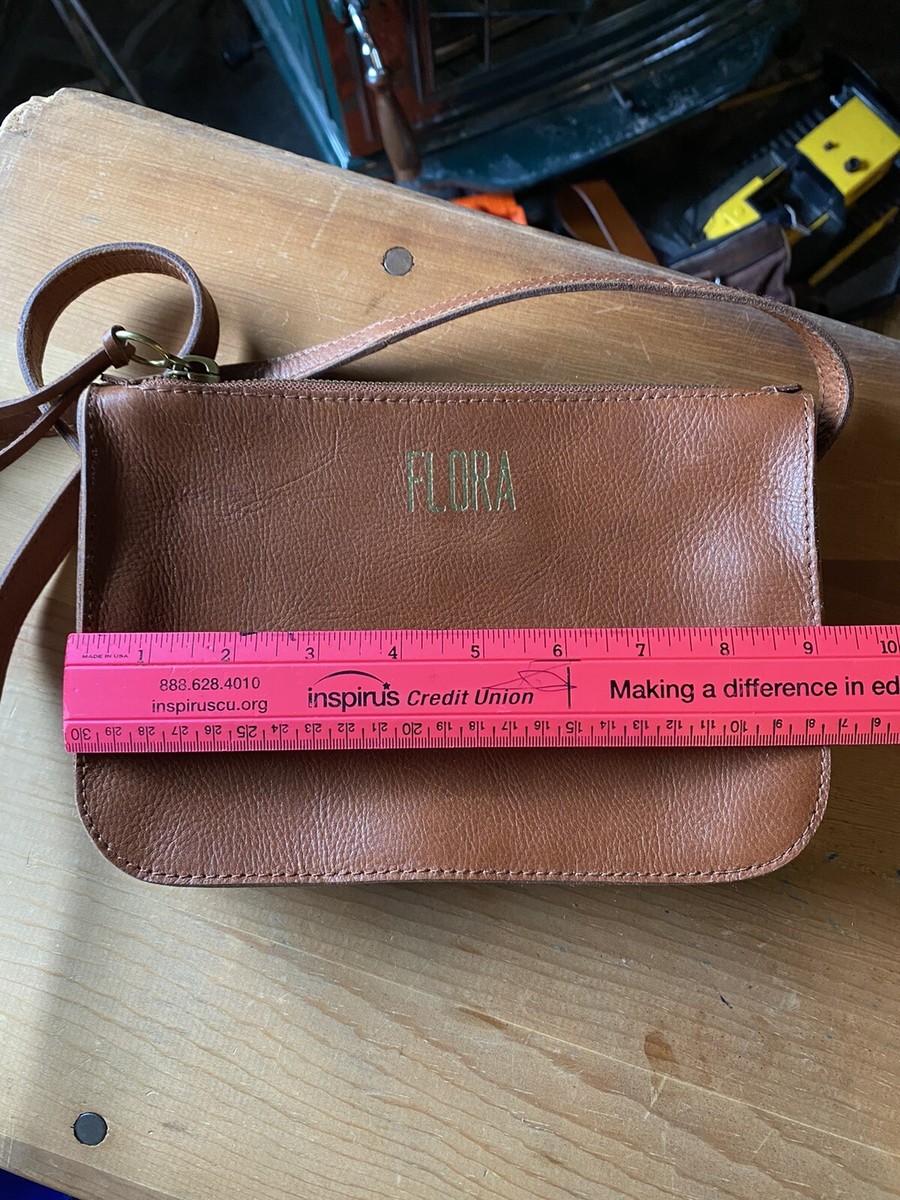 FLORA
MADE IN USA 1 2 3 4 5 6 7 8 9 10
888.628.4010
inspiruscu.org
inspirus Credit Union
Making a difference in ed
30 29 28 27 26 25 24 23 22 21 20 19 18 17 16 15 14 13 12 11 10 9 8 7 6